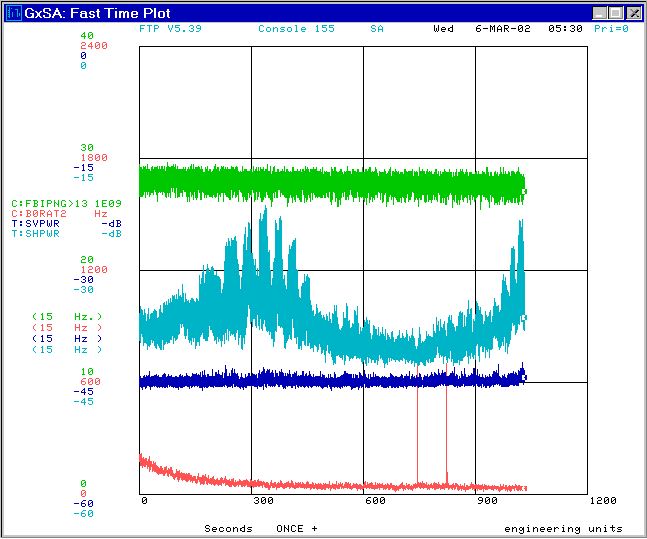 GxSA: Fast Time Plot
FTP V5.39 Console 155 SA Wed 6-MAR-02 05:30 Pri=0
40
2400
0
0
30
1800
-15
-15
C:FBIPNG>13 1E09
C:B0RAT2 Hz
T:SVPWR -dB
T:SHPWR -dB
20
1200
-30
-30
(15 Hz.)
(15 Hz )
(15 Hz )
(15 Hz )
10
600
-45
-45
0
0
-60
-60
0 300 600 900 1200
Seconds ONCE + engineering units